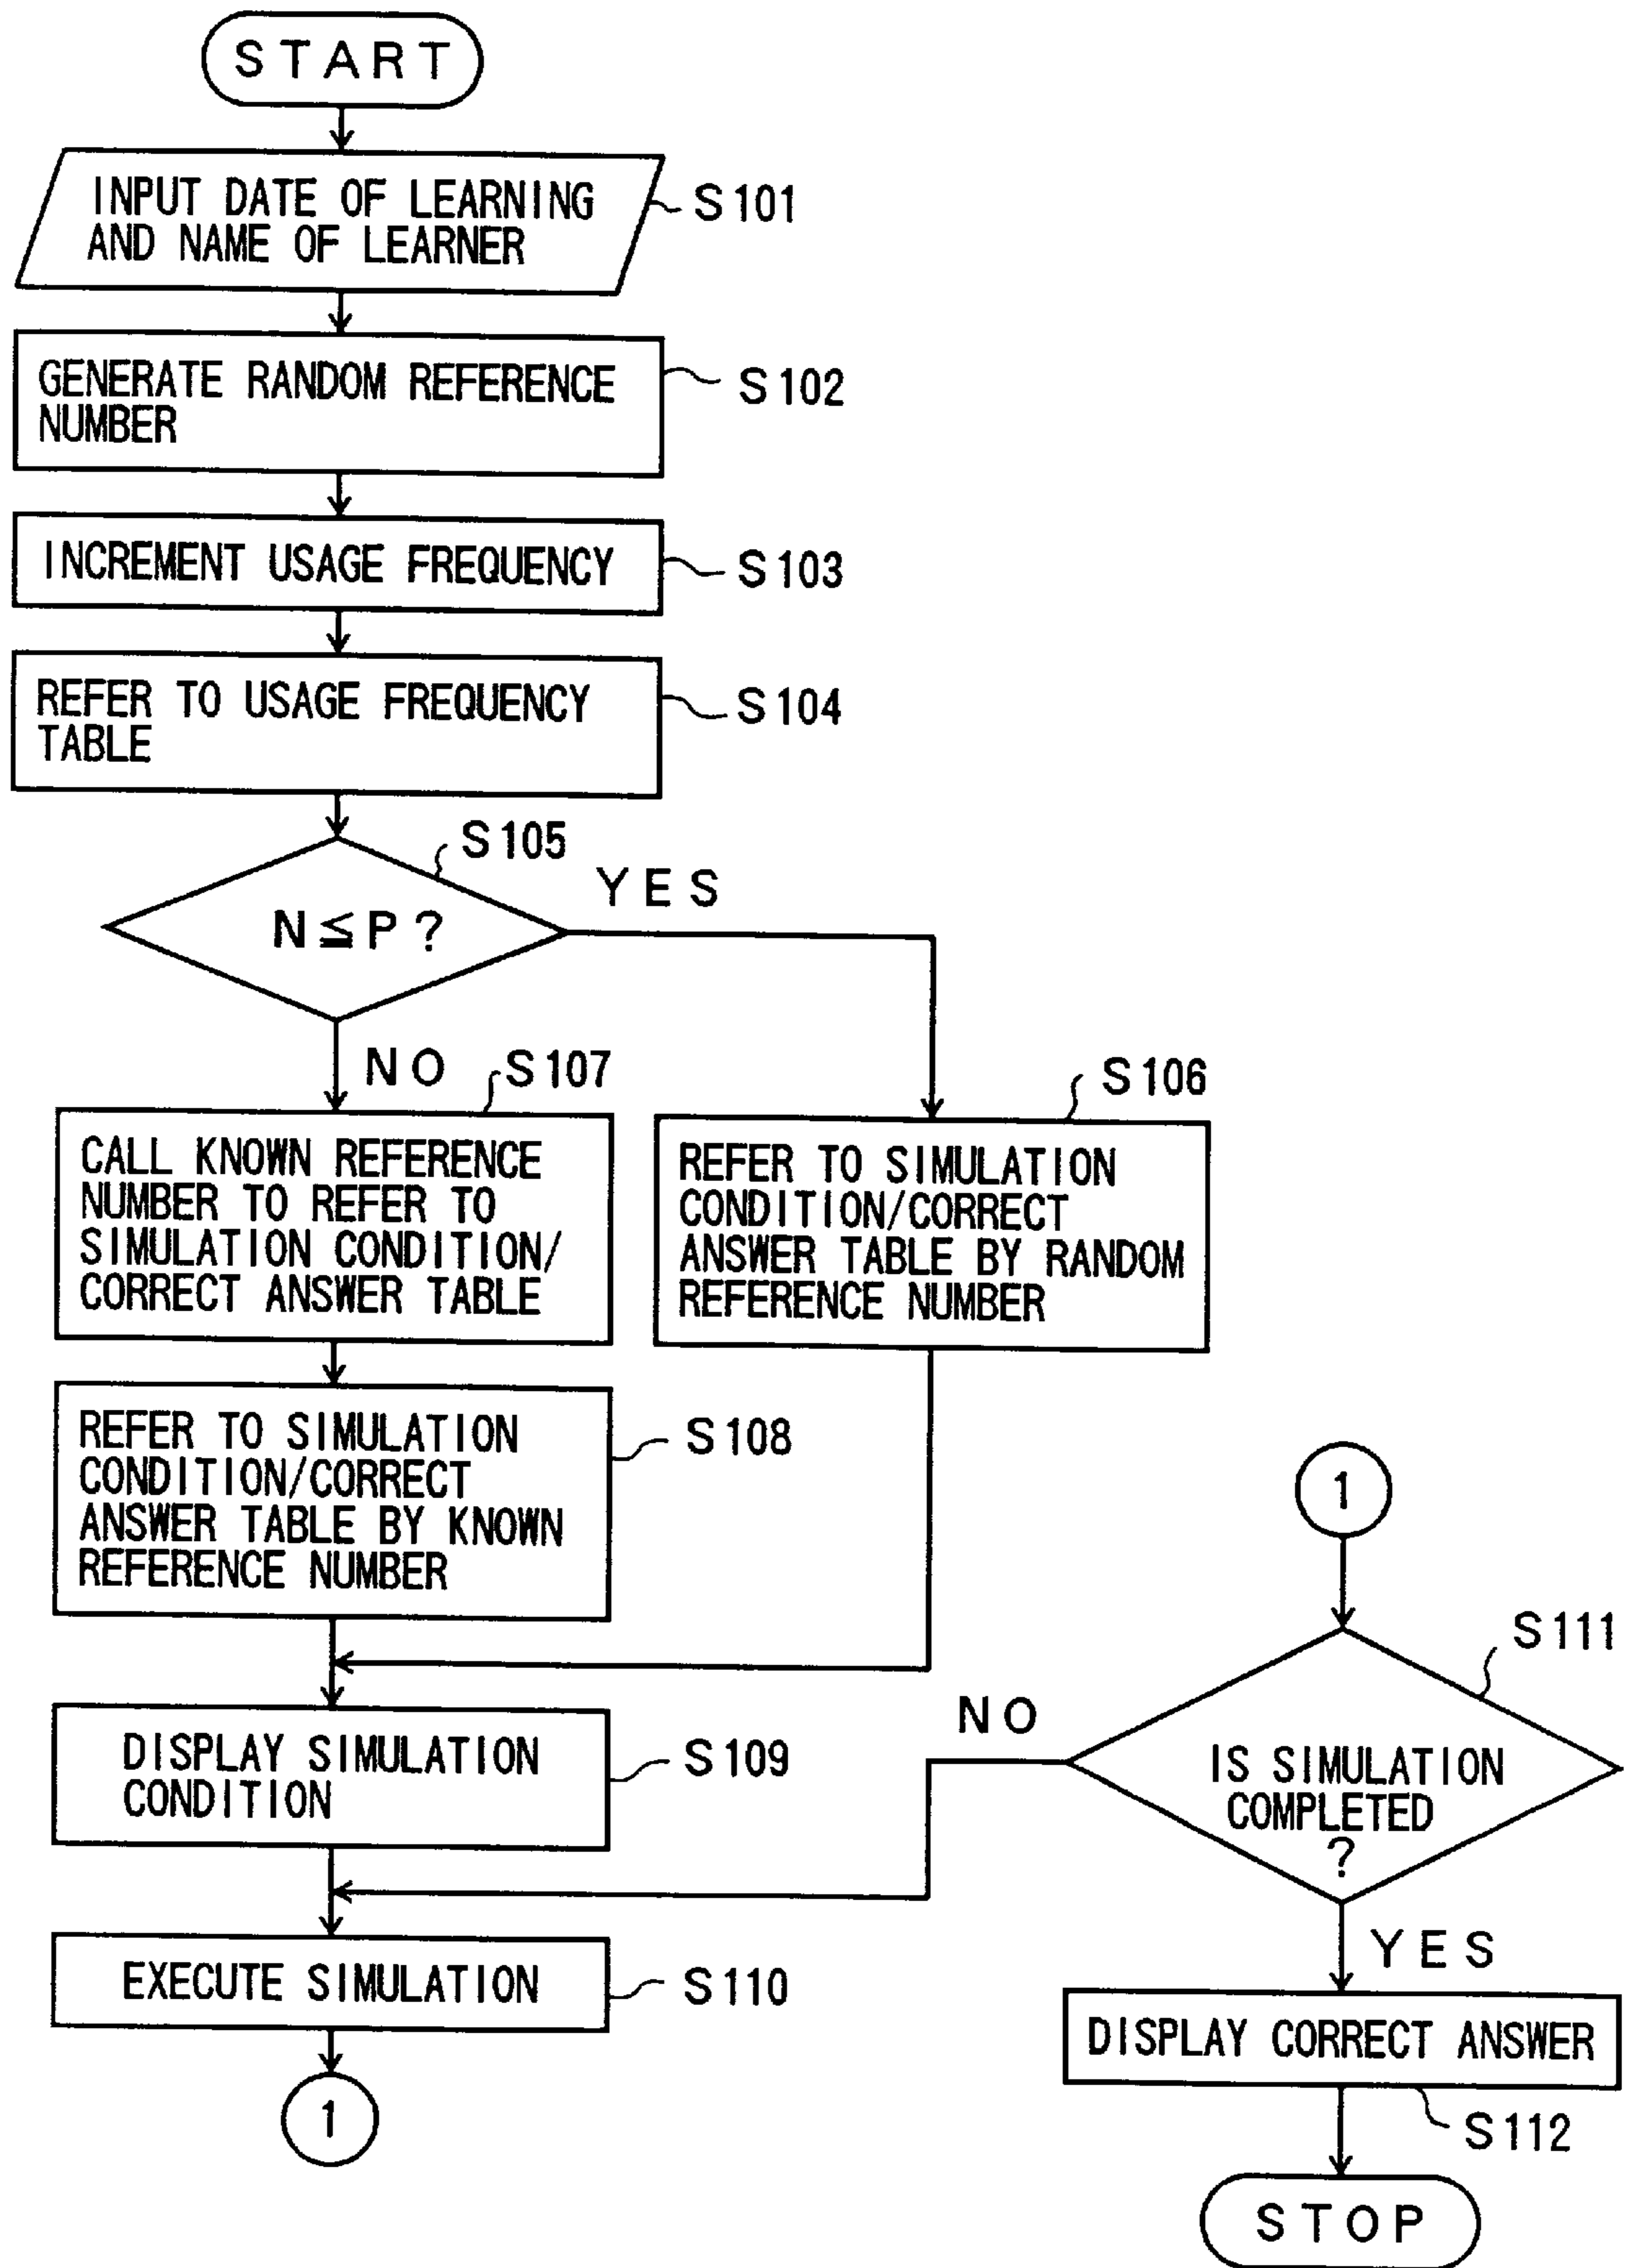 START
INPUT DATE OF LEARNING
AND NAME OF LEARNER
S101
GENERATE RANDOM REFERENCE
NUMBER
S102
INCREMENT USAGE FREQUENCY
S103
REFER TO USAGE FREQUENCY
TABLE
S104
S105
N≦P?
YES
NO
S107
CALL KNOWN REFERENCE
NUMBER TO REFER TO
SIMULATION CONDITION/
CORRECT ANSWER TABLE
S106
REFER TO SIMULATION
CONDITION/CORRECT
ANSWER TABLE BY RANDOM
REFERENCE NUMBER
REFER TO SIMULATION
CONDITION/CORRECT
ANSWER TABLE BY KNOWN
REFERENCE NUMBER
S108
DISPLAY SIMULATION
CONDITION
S109
EXECUTE SIMULATION
S110
1
1
S111
IS SIMULATION
COMPLETED
?
NO
YES
DISPLAY CORRECT ANSWER
S112
STOP